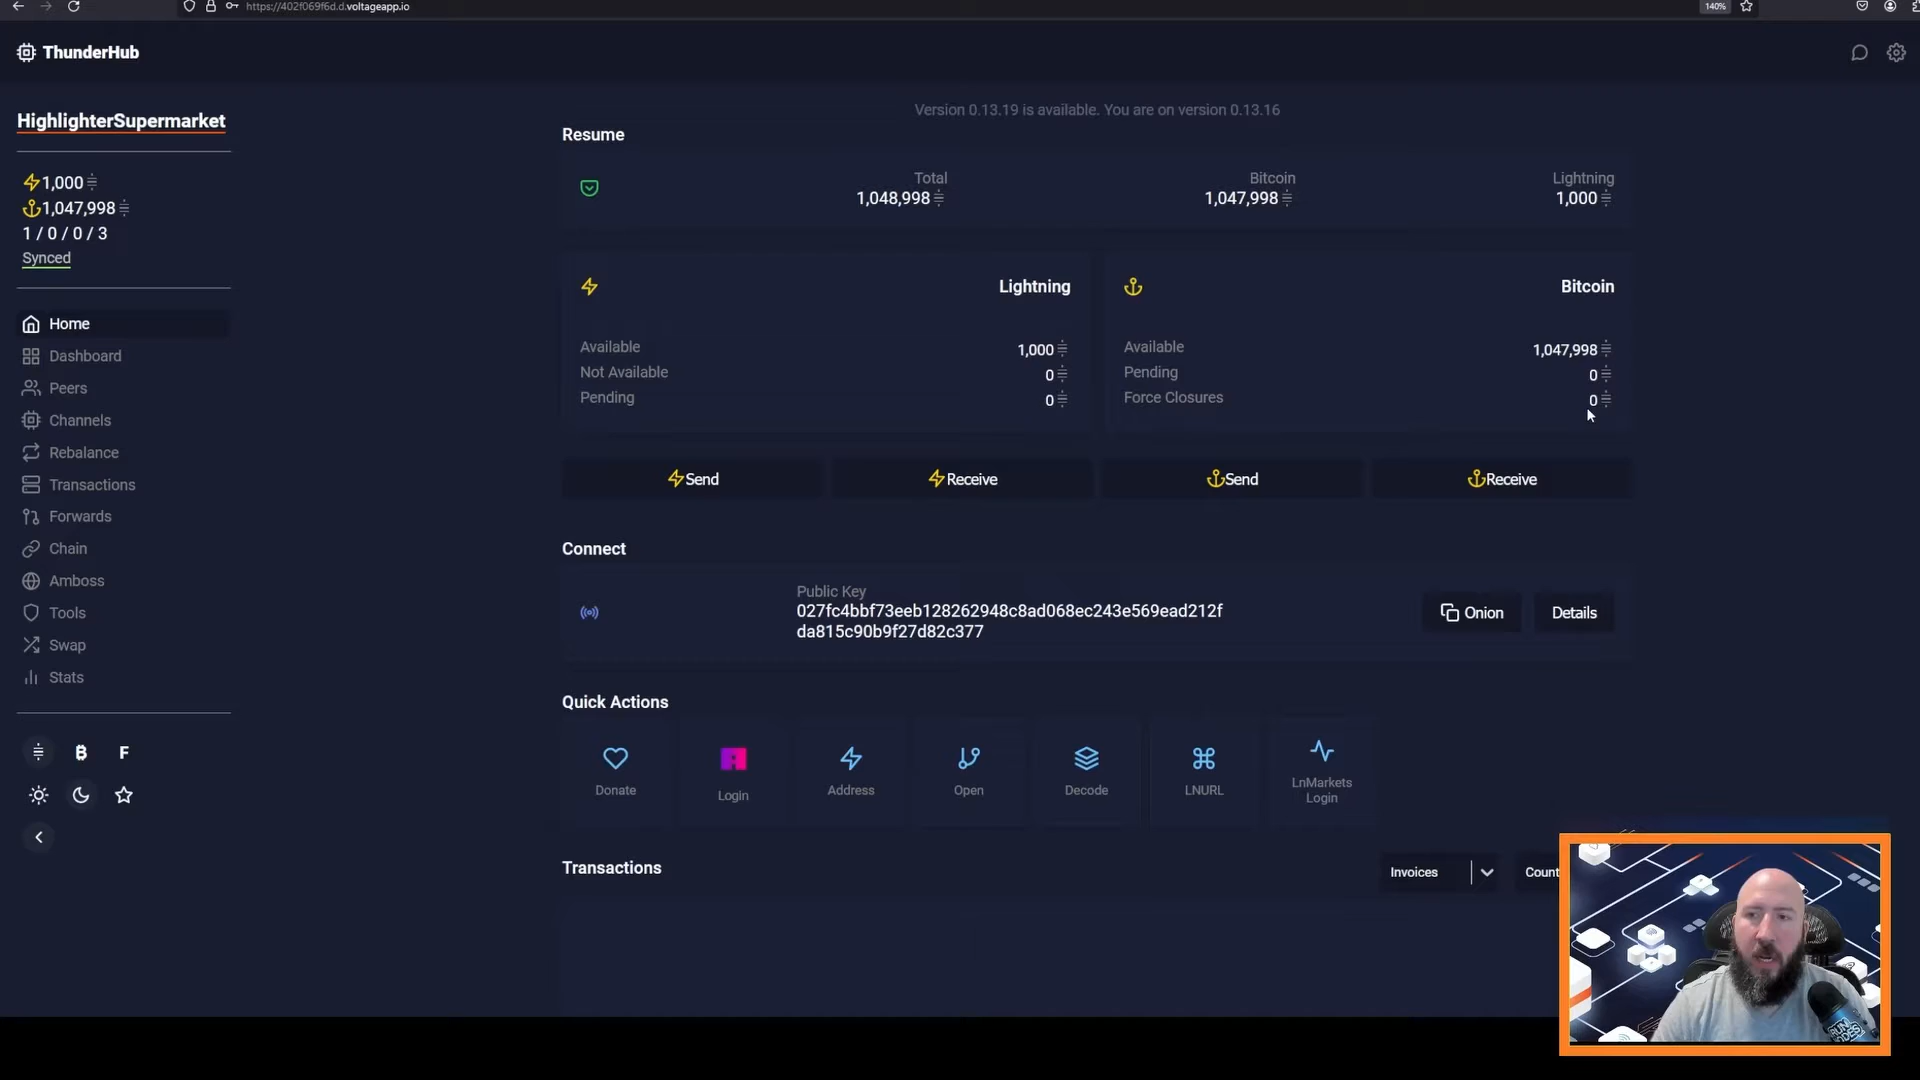 https://402f069f6d.d.voltageapp.io
140%
ThunderHub
HighlighterSupermarket
1,000
1,047,998
1 / 0 / 0 / 3
Synced
Home
Dashboard
Peers
Channels
Rebalance
Transactions
Forwards
Chain
Amboss
Tools
Swap
Stats
F
Version 0.13.19 is available. You are on version 0.13.16
Resume
Total
1,048,998
Bitcoin
1,047,998
Lightning
1,000
Lightning
Available 1,000
Not Available 0
Pending 0
Bitcoin
Available 1,047,998
Pending 0
Force Closures 0
Send
Receive
Send
Receive
Connect
Public Key
027fc4bbf73eeb128262948c8ad068ec243e569ead212f
da815c90b9f27d82c377
Onion
Details
Quick Actions
Donate
Login
Address
Open
Decode
LNURL
LnMarkets
Login
Transactions
Invoices
Count